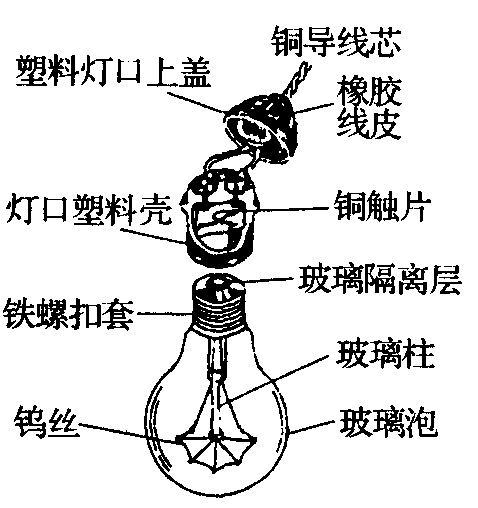 铜导线芯
塑料灯口上盖
橡胶
线皮
灯口塑料壳
铜触片
玻璃隔离层
铁螺扣套
玻璃柱
钨丝
玻璃泡